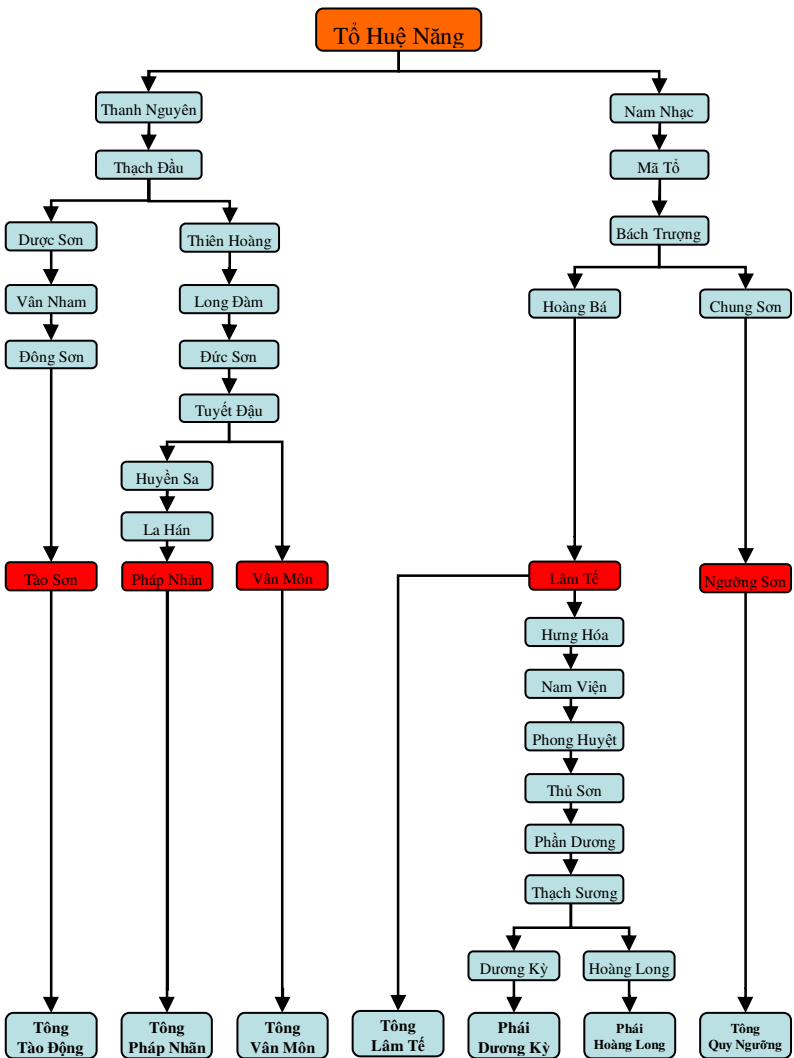 Tổ Huệ Năng
Thanh Nguyên
Nam Nhạc
Thạch Đầu
Mã Tổ
Dược Sơn
Thiên Hoàng
Bách Trượng
Vân Nham
Long Đàm
Hoàng Bá
Chung Sơn
Đông Sơn
Đức Sơn
Tuyết Đậu
Huyền Sa
La Hán
Tào Sơn
Pháp Nhãn
Vân Môn
Lâm Tế
Ngưỡng Sơn
Hưng Hóa
Nam Viện
Phong Huyệt
Thủ Sơn
Phần Dương
Thạch Sương
Dương Kỳ
Hoàng Long
Tông
Tào Động
Tông
Pháp Nhãn
Tông
Vân Môn
Tông
Lâm Tế
Phái
Dương Kỳ
Phái
Hoàng Long
Tông
Quy Ngưỡng